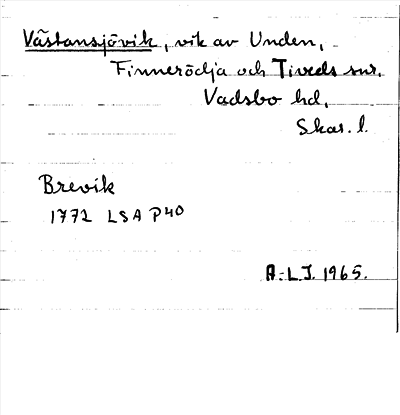 Västansjövik, vik av Unden,
Finnerödja och Tiveds snr,
Vadsbo hd,
Skar. l.
Brevik
1772 LSA P40
A.-L.J. 1965.